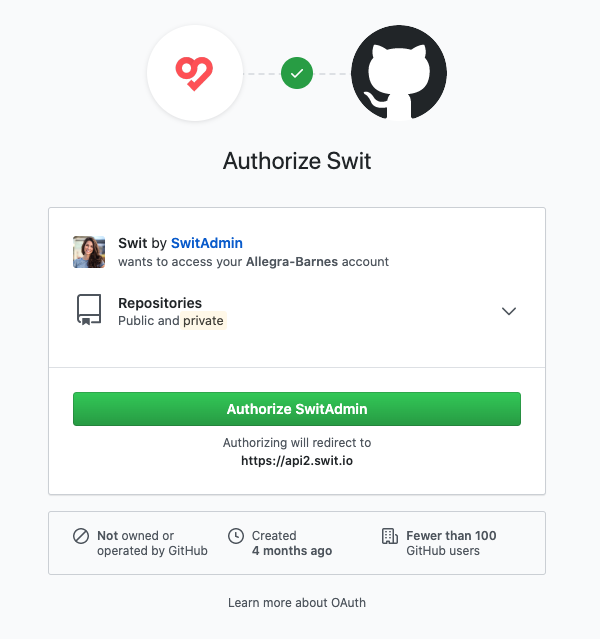 Authorize Swit
Swit by SwitAdmin
wants to access your Allegra-Barnes account
Repositories
Public and private
Authorize SwitAdmin
Authorizing will redirect to
https://api2.swit.io
Not owned or
operated by GitHub
Created
4 months ago
Fewer than 100
GitHub users
Learn more about OAuth